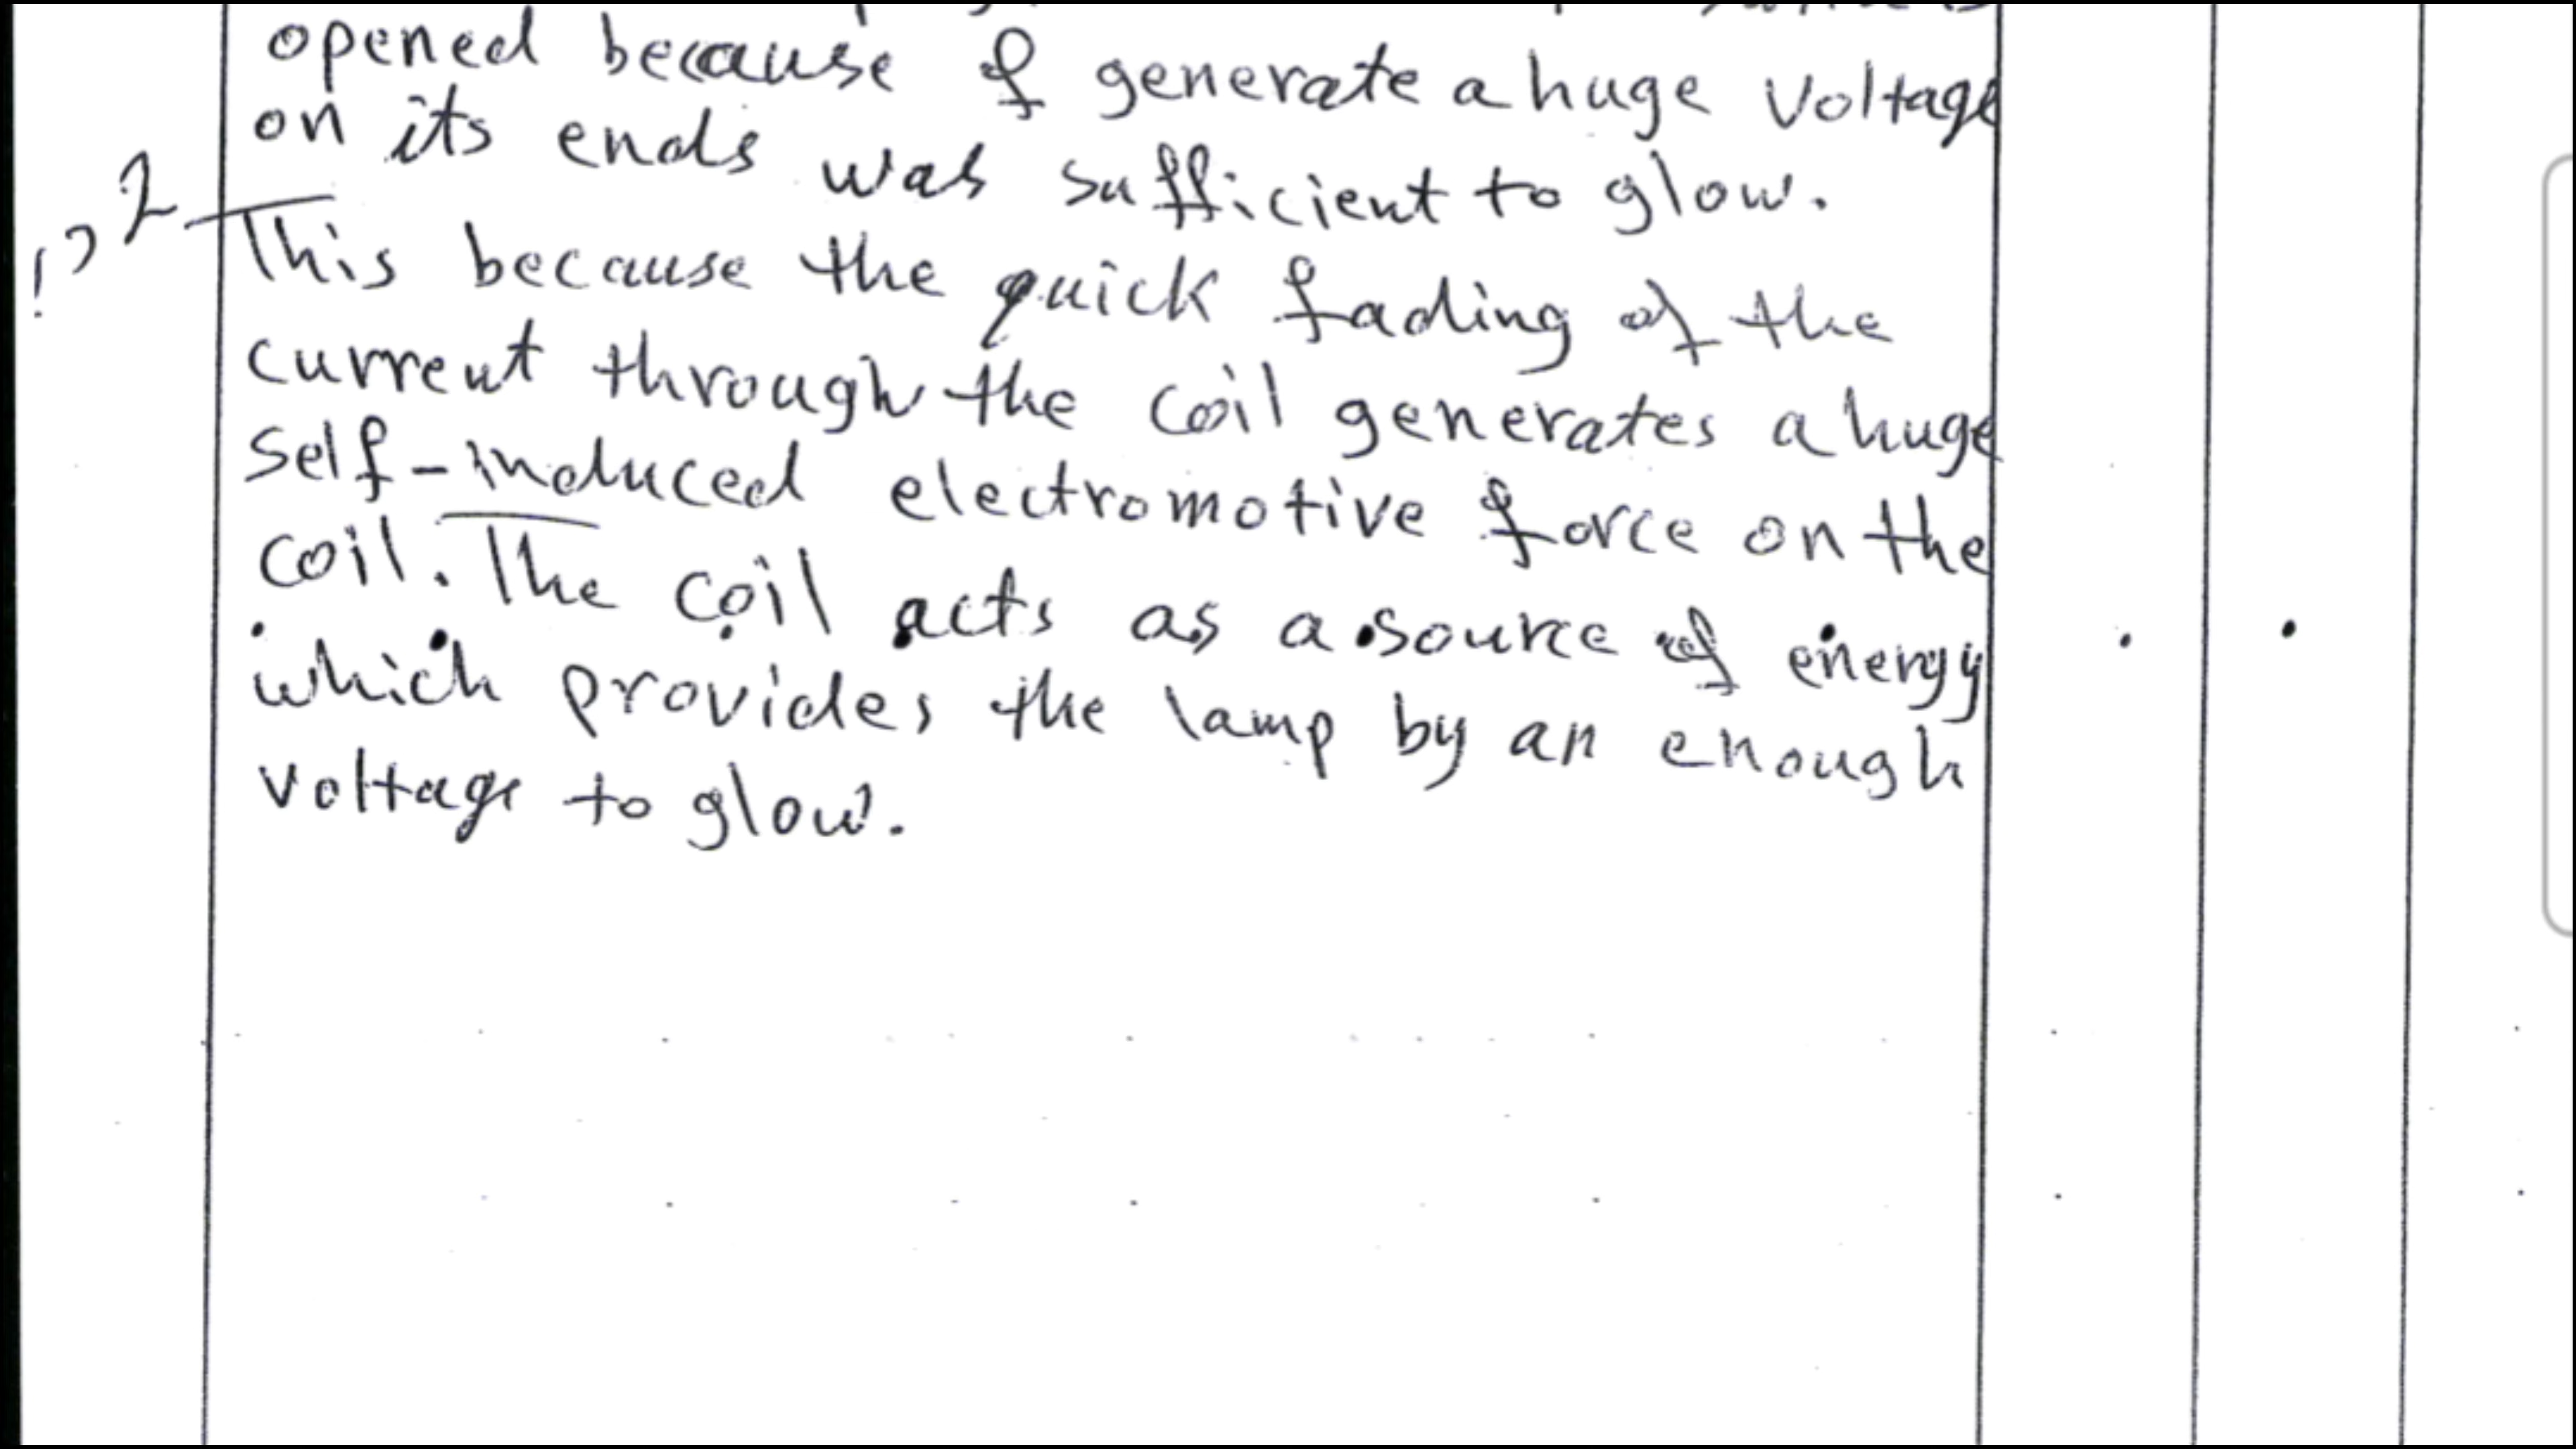 opened because of generate a huge voltage
on its ends was sufficient to glow.
2
This because the quick fading of the
current through the coil generates a huge
self-induced electromotive force on the
coil. The coil acts as a source of energy
which provides the lamp by an enough
voltage to glow.